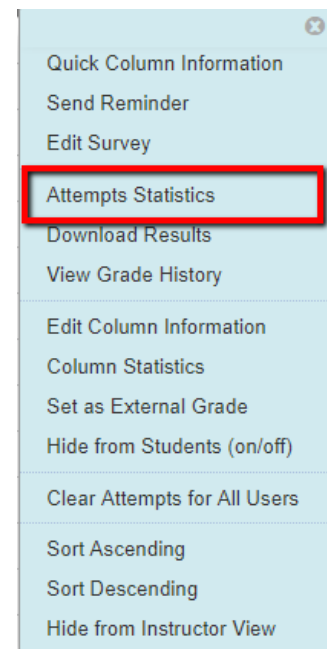 Quick Column Information
Send Reminder
Edit Survey
Attempts Statistics
Download Results
View Grade History
Edit Column Information
Column Statistics
Set as External Grade
Hide from Students (on/off)
Clear Attempts for All Users
Sort Ascending
Sort Descending
Hide from Instructor View